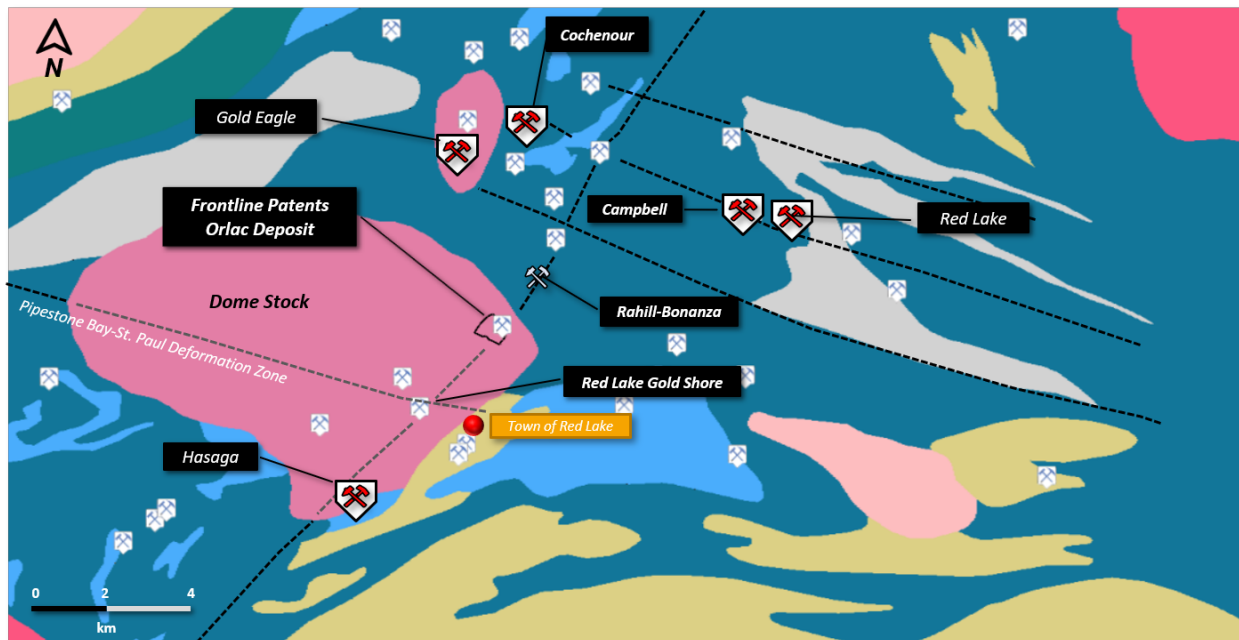 N
Cochenour
Gold Eagle
Frontline Patents
Orlac Deposit
Campbell
Red Lake
Dome Stock
Rahill-Bonanza
Pipestone Bay-St. Paul Deformation Zone
Red Lake Gold Shore
Town of Red Lake
Hasaga
0 2 4
km